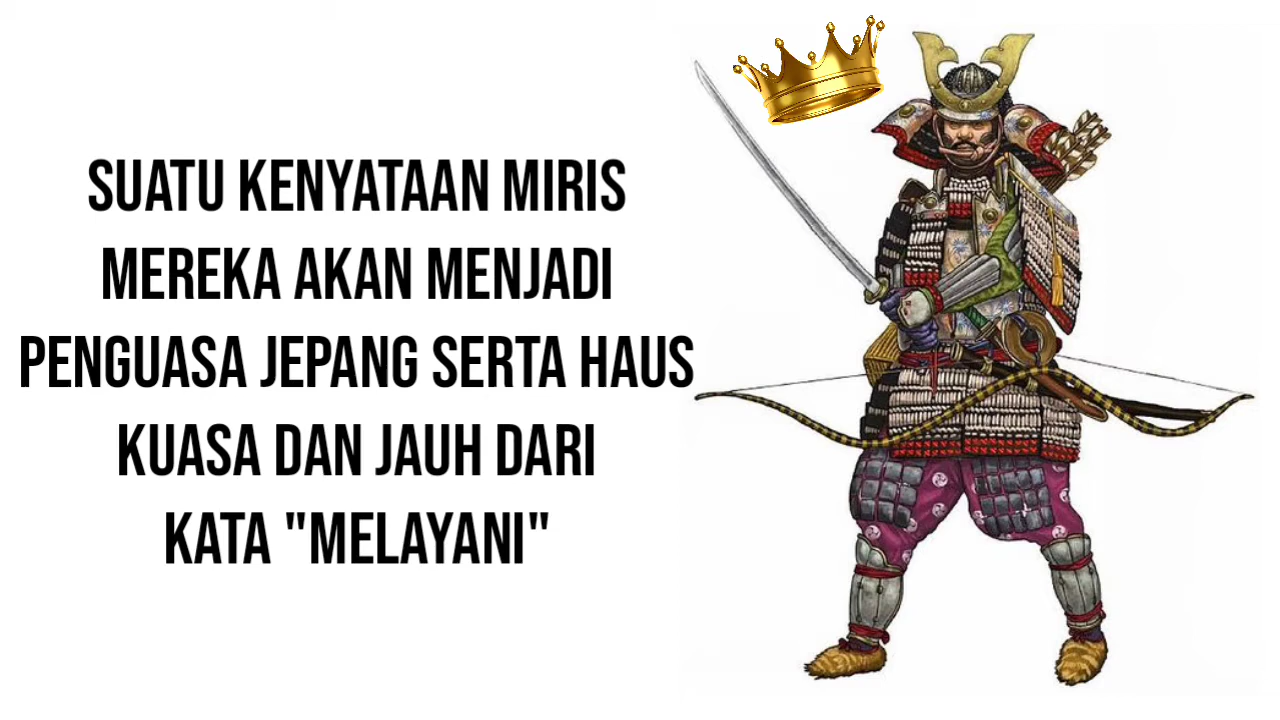 SUATU KENYATAAN MIRIS
MEREKA AKAN MENJADI
PENGUASA JEPANG SERTA HAUS
KUASA DAN JAUH DARI
KATA "MELAYANI"